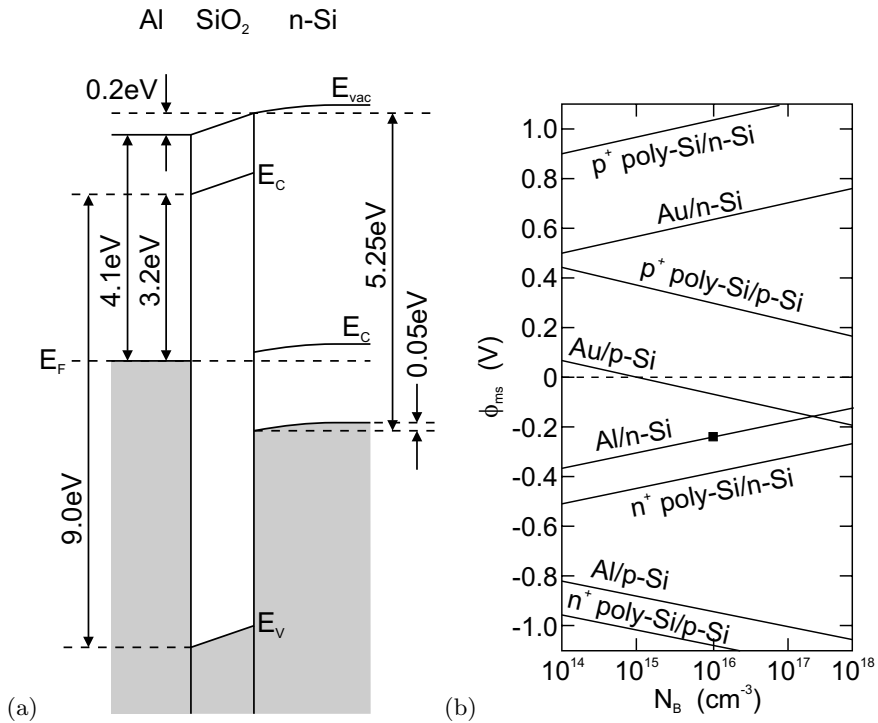 Al SiO₂ n-Si
0.2eV
E_vac
E_C
4.1eV
3.2eV
5.25eV
E_C
0.05eV
E_F
9.0eV
E_V
(a)
ϕ_ms (V)
1.0
0.8
0.6
0.4
0.2
0
-0.2
-0.4
-0.6
-0.8
-1.0
p⁺ poly-Si/n-Si
Au/n-Si
p⁺ poly-Si/p-Si
Au/p-Si
Al/n-Si
n⁺ poly-Si/n-Si
Al/p-Si
n⁺ poly-Si/p-Si
10¹⁴ 10¹⁵ 10¹⁶ 10¹⁷ 10¹⁸
N_B (cm⁻³)
(b)